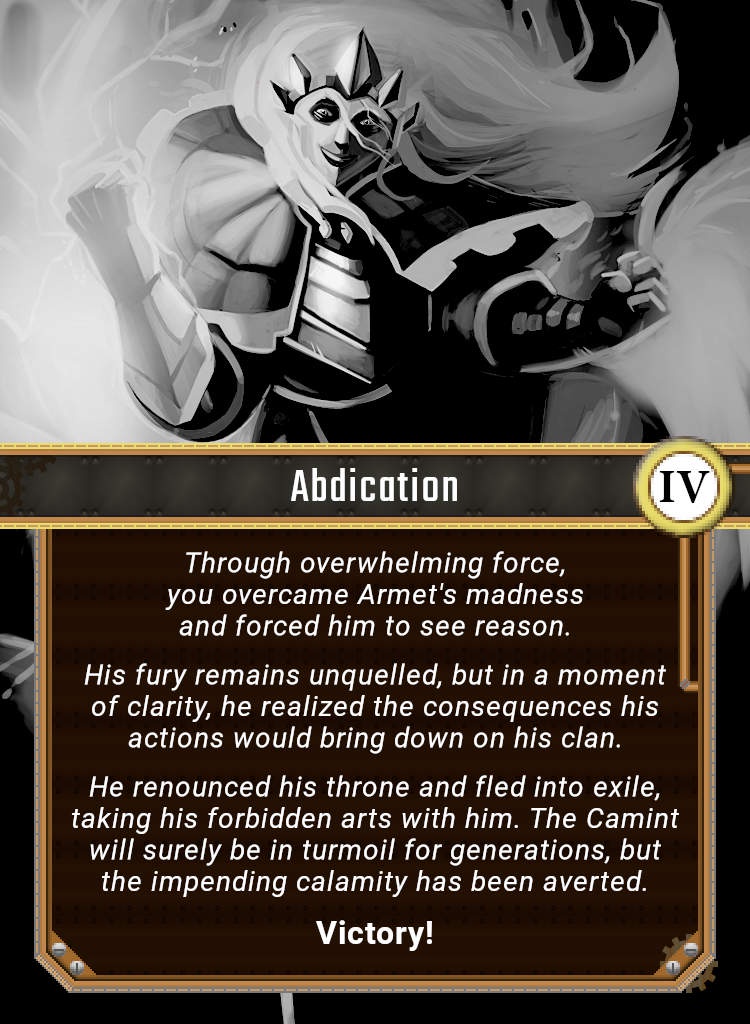 Abdication
IV
Through overwhelming force,
you overcame Armet's madness
and forced him to see reason.
His fury remains unquelled, but in a moment
of clarity, he realized the consequences his
actions would bring down on his clan.
He renounced his throne and fled into exile,
taking his forbidden arts with him. The Camint
will surely be in turmoil for generations, but
the impending calamity has been averted.
Victory!